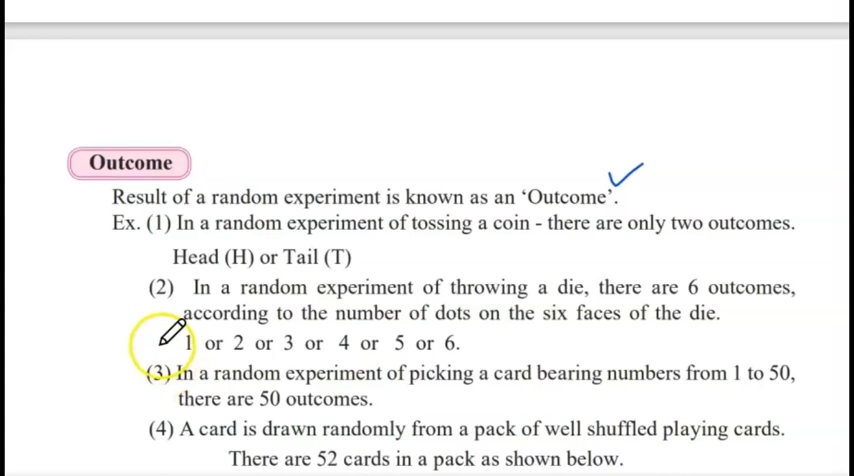 Outcome
Result of a random experiment is known as an ‘Outcome’.
Ex. (1) In a random experiment of tossing a coin - there are only two outcomes.
Head (H) or Tail (T)
(2) In a random experiment of throwing a die, there are 6 outcomes,
according to the number of dots on the six faces of the die.
1 or 2 or 3 or 4 or 5 or 6.
(3) In a random experiment of picking a card bearing numbers from 1 to 50,
there are 50 outcomes.
(4) A card is drawn randomly from a pack of well shuffled playing cards.
There are 52 cards in a pack as shown below.